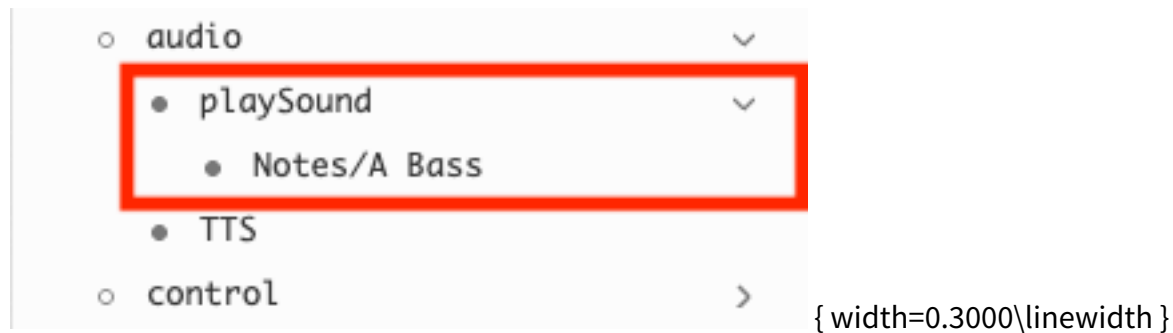 audio
playSound
Notes/A Bass
TTS
control
{ width=0.3000\linewidth }